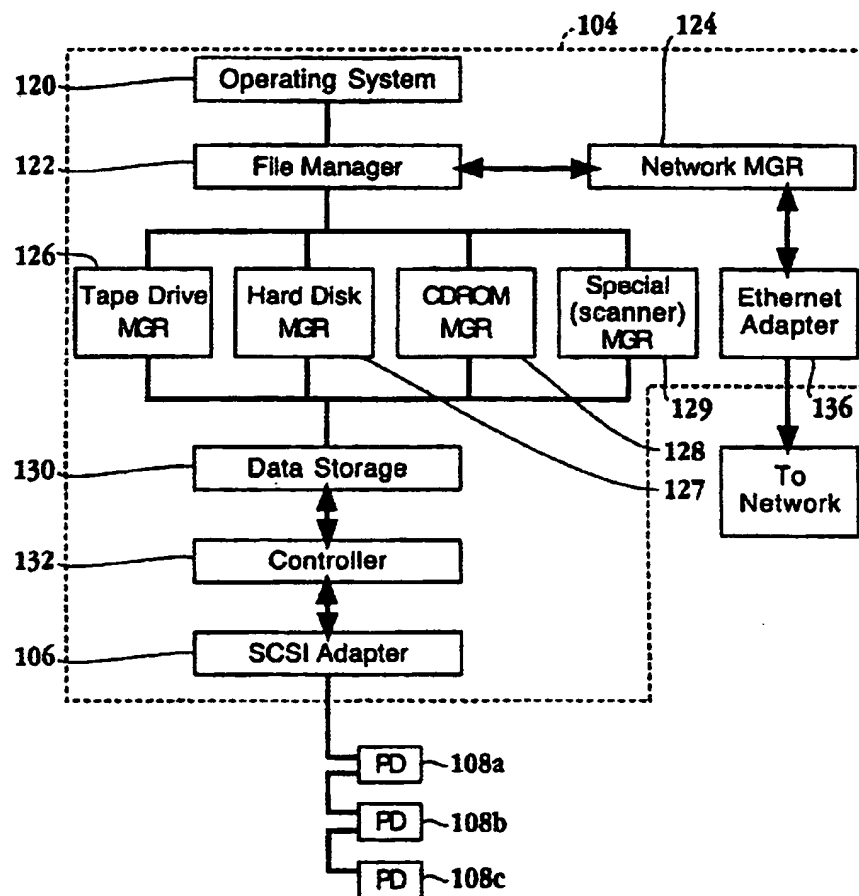 104
124
120
Operating System
122
File Manager
Network MGR
126
Tape Drive
MGR
Hard Disk
MGR
CDROM
MGR
Special
(scanner)
MGR
Ethernet
Adapter
129
136
128
127
130
Data Storage
To
Network
132
Controller
106
SCSI Adapter
PD
108a
PD
108b
PD
108c